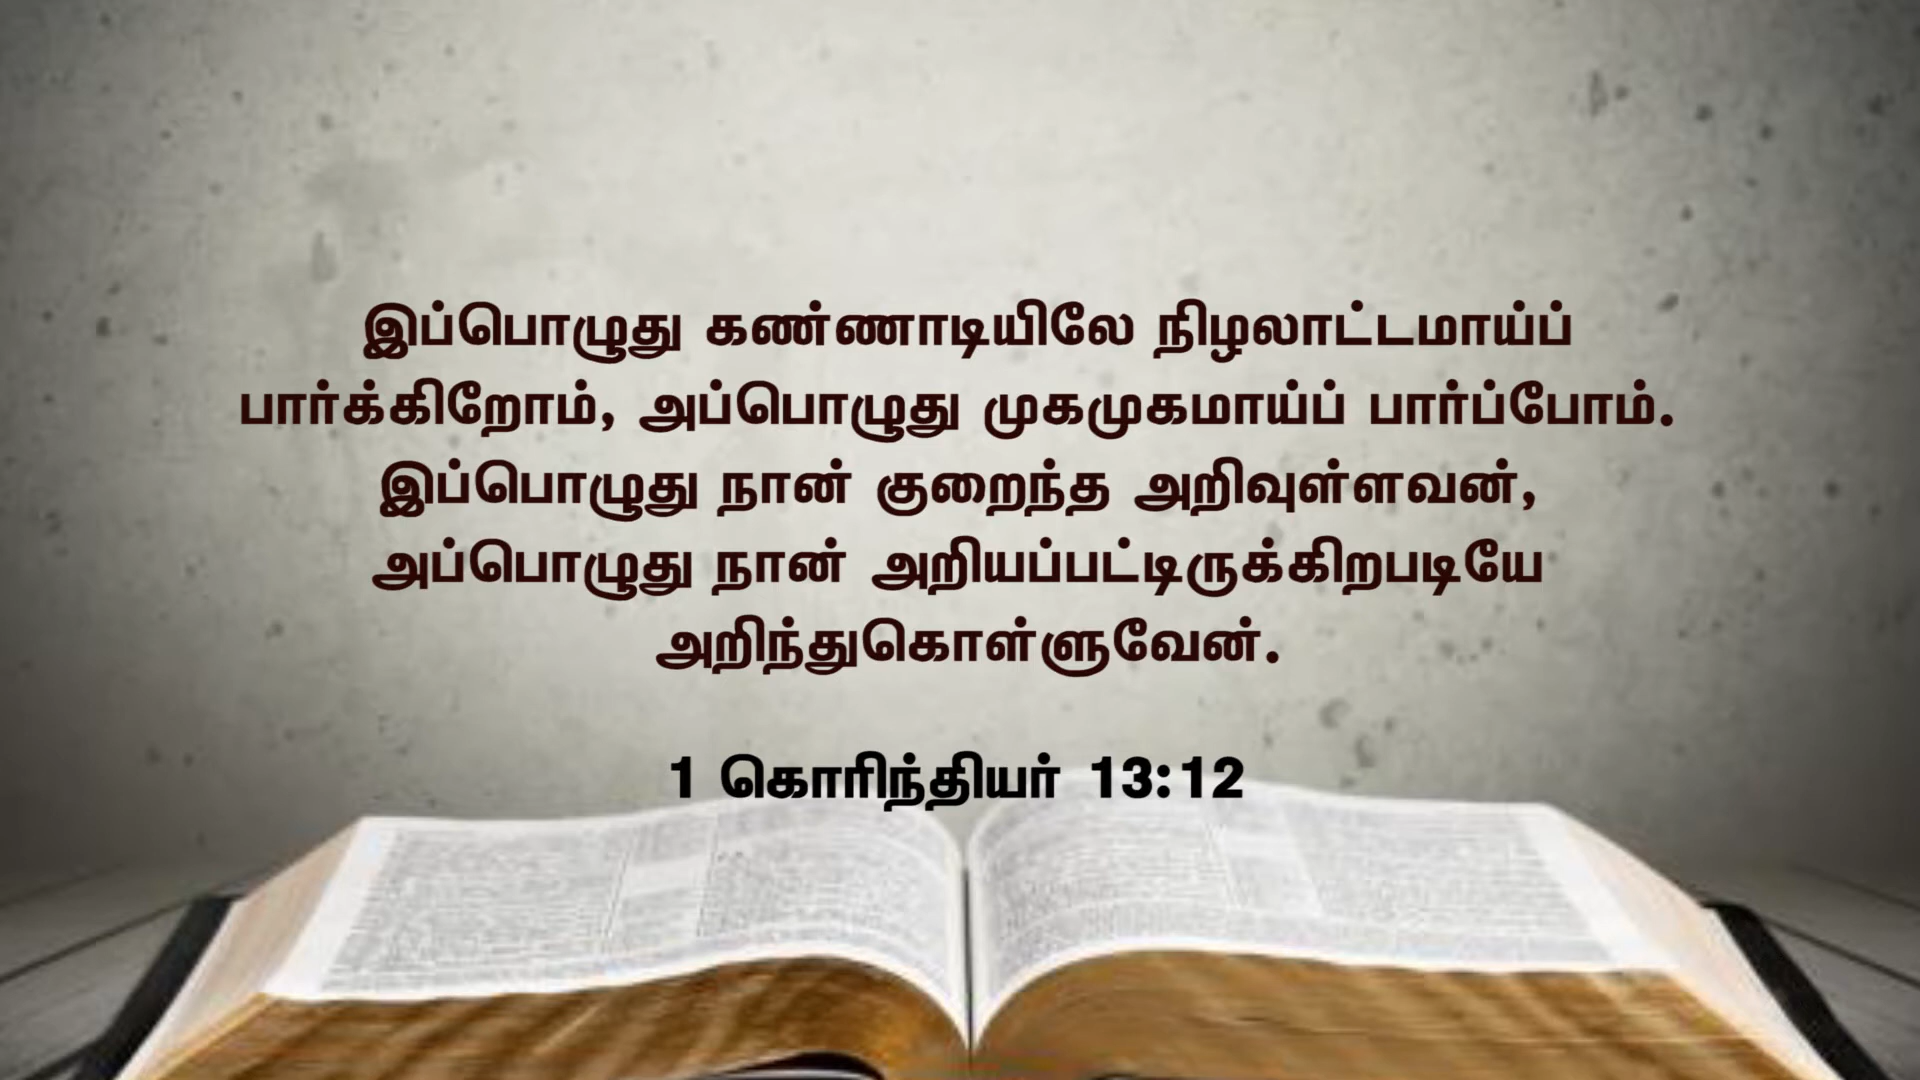 இப்பொழுது கண்ணாடியிலே நிழலாட்டமாய்ப்
பார்க்கிறோம், அப்பொழுது முகமுகமாய்ப் பார்ப்போம்.
இப்பொழுது நான் குறைந்த அறிவுள்ளவன்,
அப்பொழுது நான் அறியப்பட்டிருக்கிறபடியே
அறிந்துகொள்ளுவேன்.
1 கொரிந்தியர் 13:12